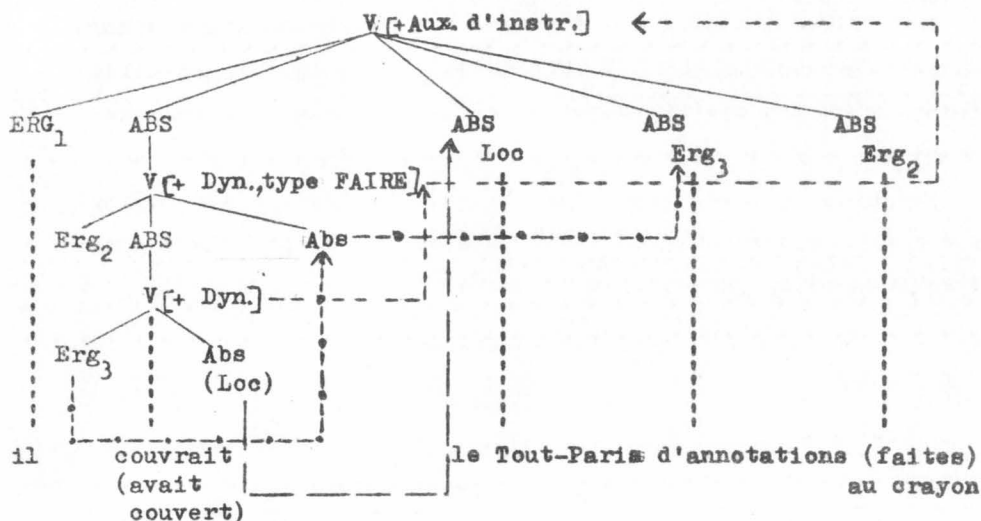 V[+Aux. d'instr.]
ERG1 ABS ABS ABS ABS
Loc Erg3 Erg2
V[+ Dyn.,type FAIRE]
Erg2 ABS Abs
V[+ Dyn.]
Erg3 Abs
(Loc)
il couvrait le Tout-Paris d'annotations (faites)
(avait au crayon
couvert)